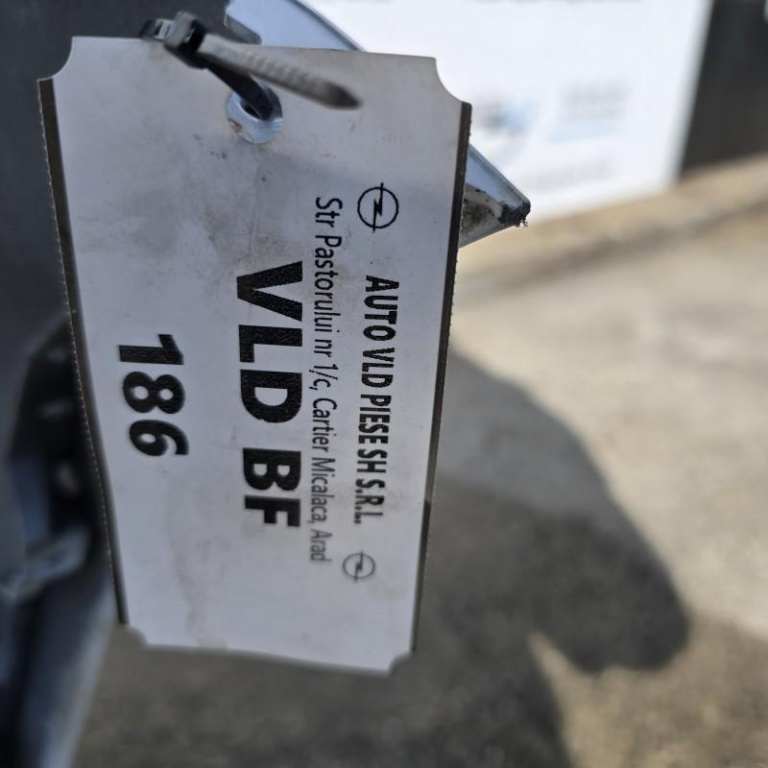 AUTO VLD PIESE SH S.R.L.
Str Pastorului nr 1/c, Cartier Micalaca, Arad
VLD BF
186